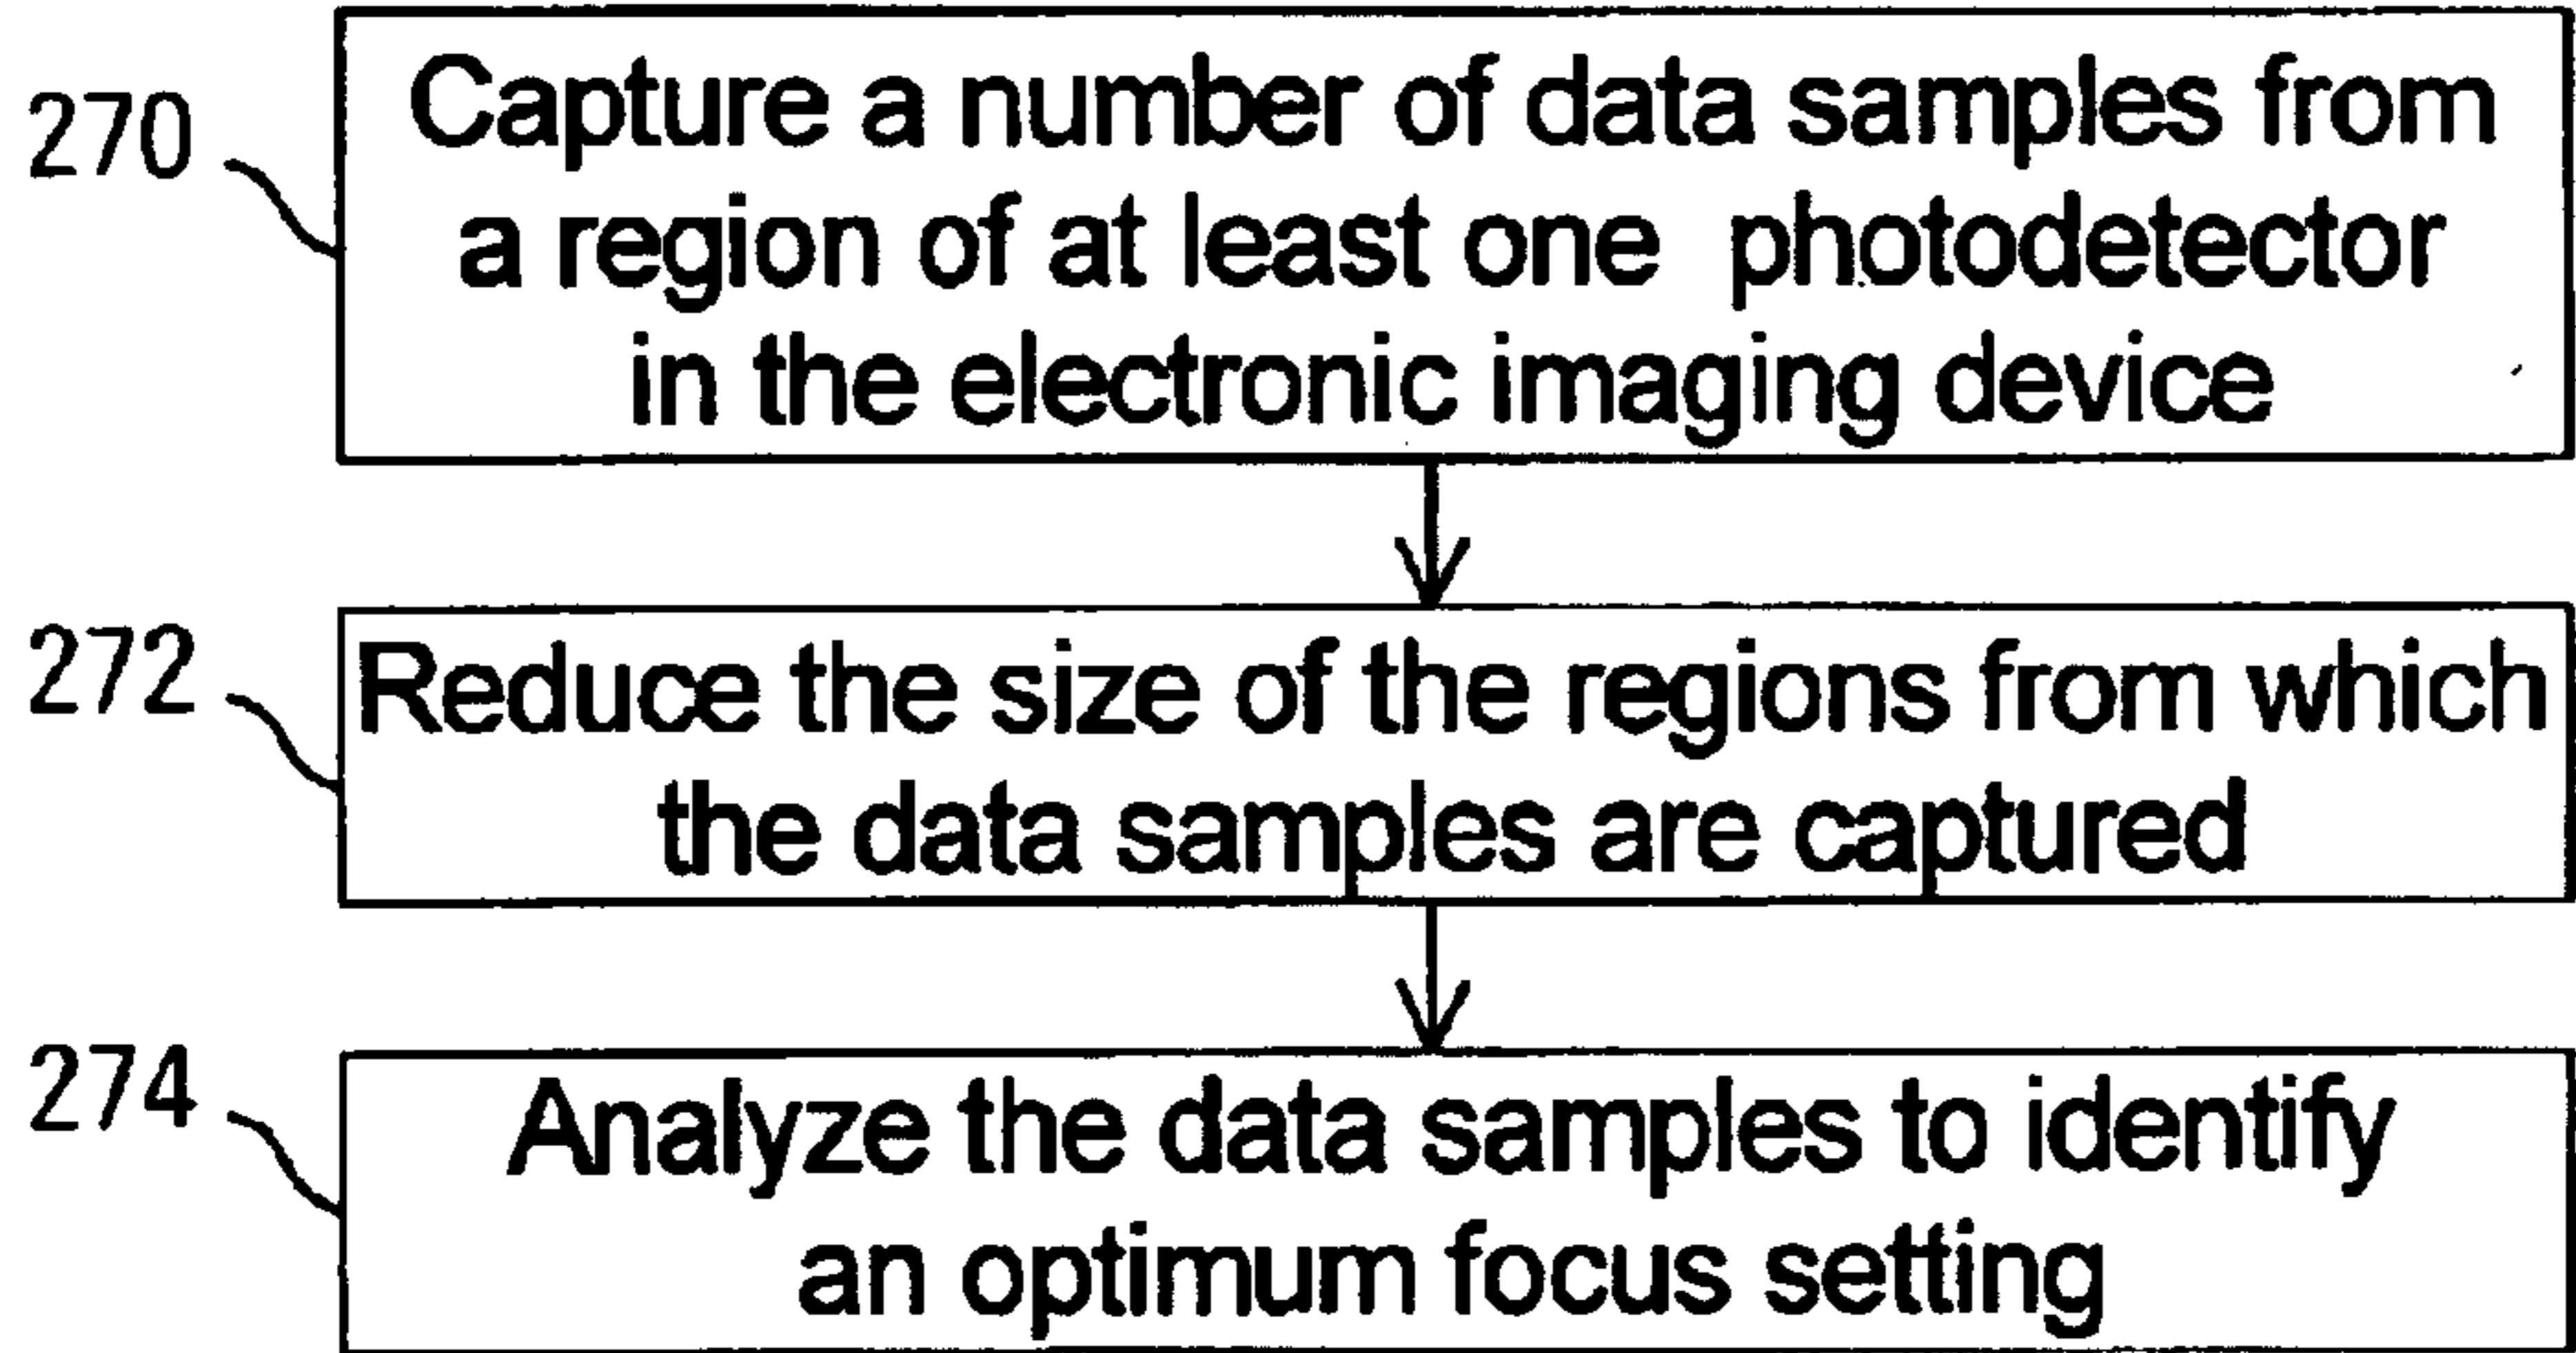 270
Capture a number of data samples from
a region of at least one photodetector
in the electronic imaging device
272
Reduce the size of the regions from which
the data samples are captured
274
Analyze the data samples to identify
an optimum focus setting